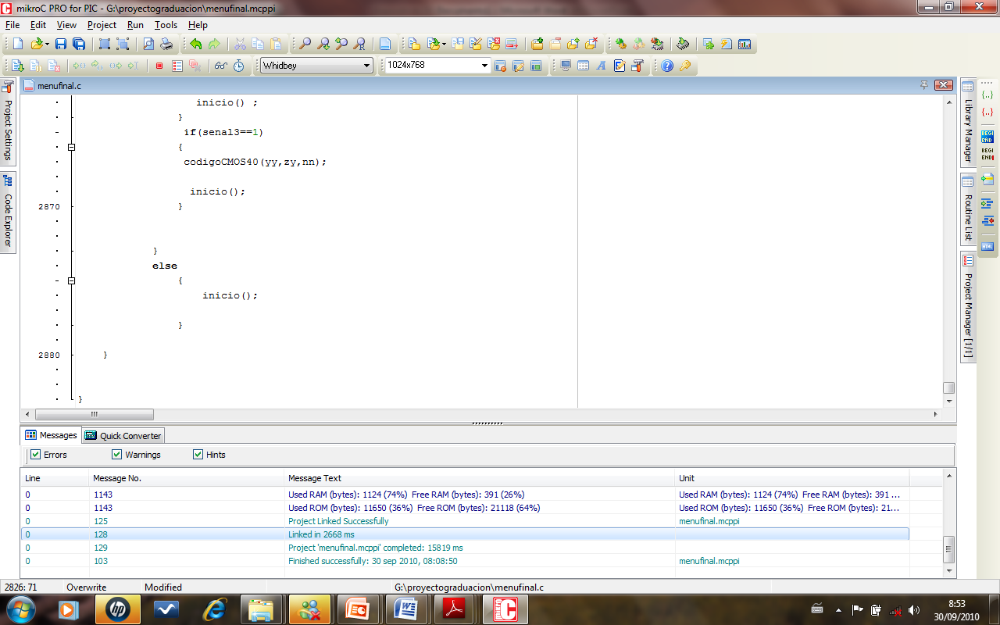 mikroC PRO for PIC - G:\proyectograduacion\menufinal.mcppi
File Edit View Project Run Tools Help
Whidbey 1024x768
Project Settings
Code Explorer
menufinal.c
inicio() ;
}
if(senal3==1)
{
codigoCMOS40(yy,zy,nn);
inicio();
2870 }
}
else
{
inicio();
}
2880 }
}
Library Manager
Routine List
Project Manager [1/1]
{..}
{..}
BEGI
END
BEGI
END
HTML
Messages Quick Converter
Errors Warnings Hints
Line Message No. Message Text Unit
0 1143 Used RAM (bytes): 1124 (74%) Free RAM (bytes): 391 (26%) Used RAM (bytes): 1124 (74%) Free RAM (bytes): 391 ...
0 1143 Used ROM (bytes): 11650 (36%) Free ROM (bytes): 21118 (64%) Used ROM (bytes): 11650 (36%) Free ROM (bytes): 21...
0 125 Project Linked Successfully menufinal.mcppi
0 128 Linked in 2668 ms
0 129 Project 'menufinal.mcppi' completed: 15819 ms
0 103 Finished successfully: 30 sep 2010, 08:08:50 menufinal.mcppi
2826: 71 Overwrite Modified G:\proyectograduacion\menufinal.c
hp
8:53
30/09/2010